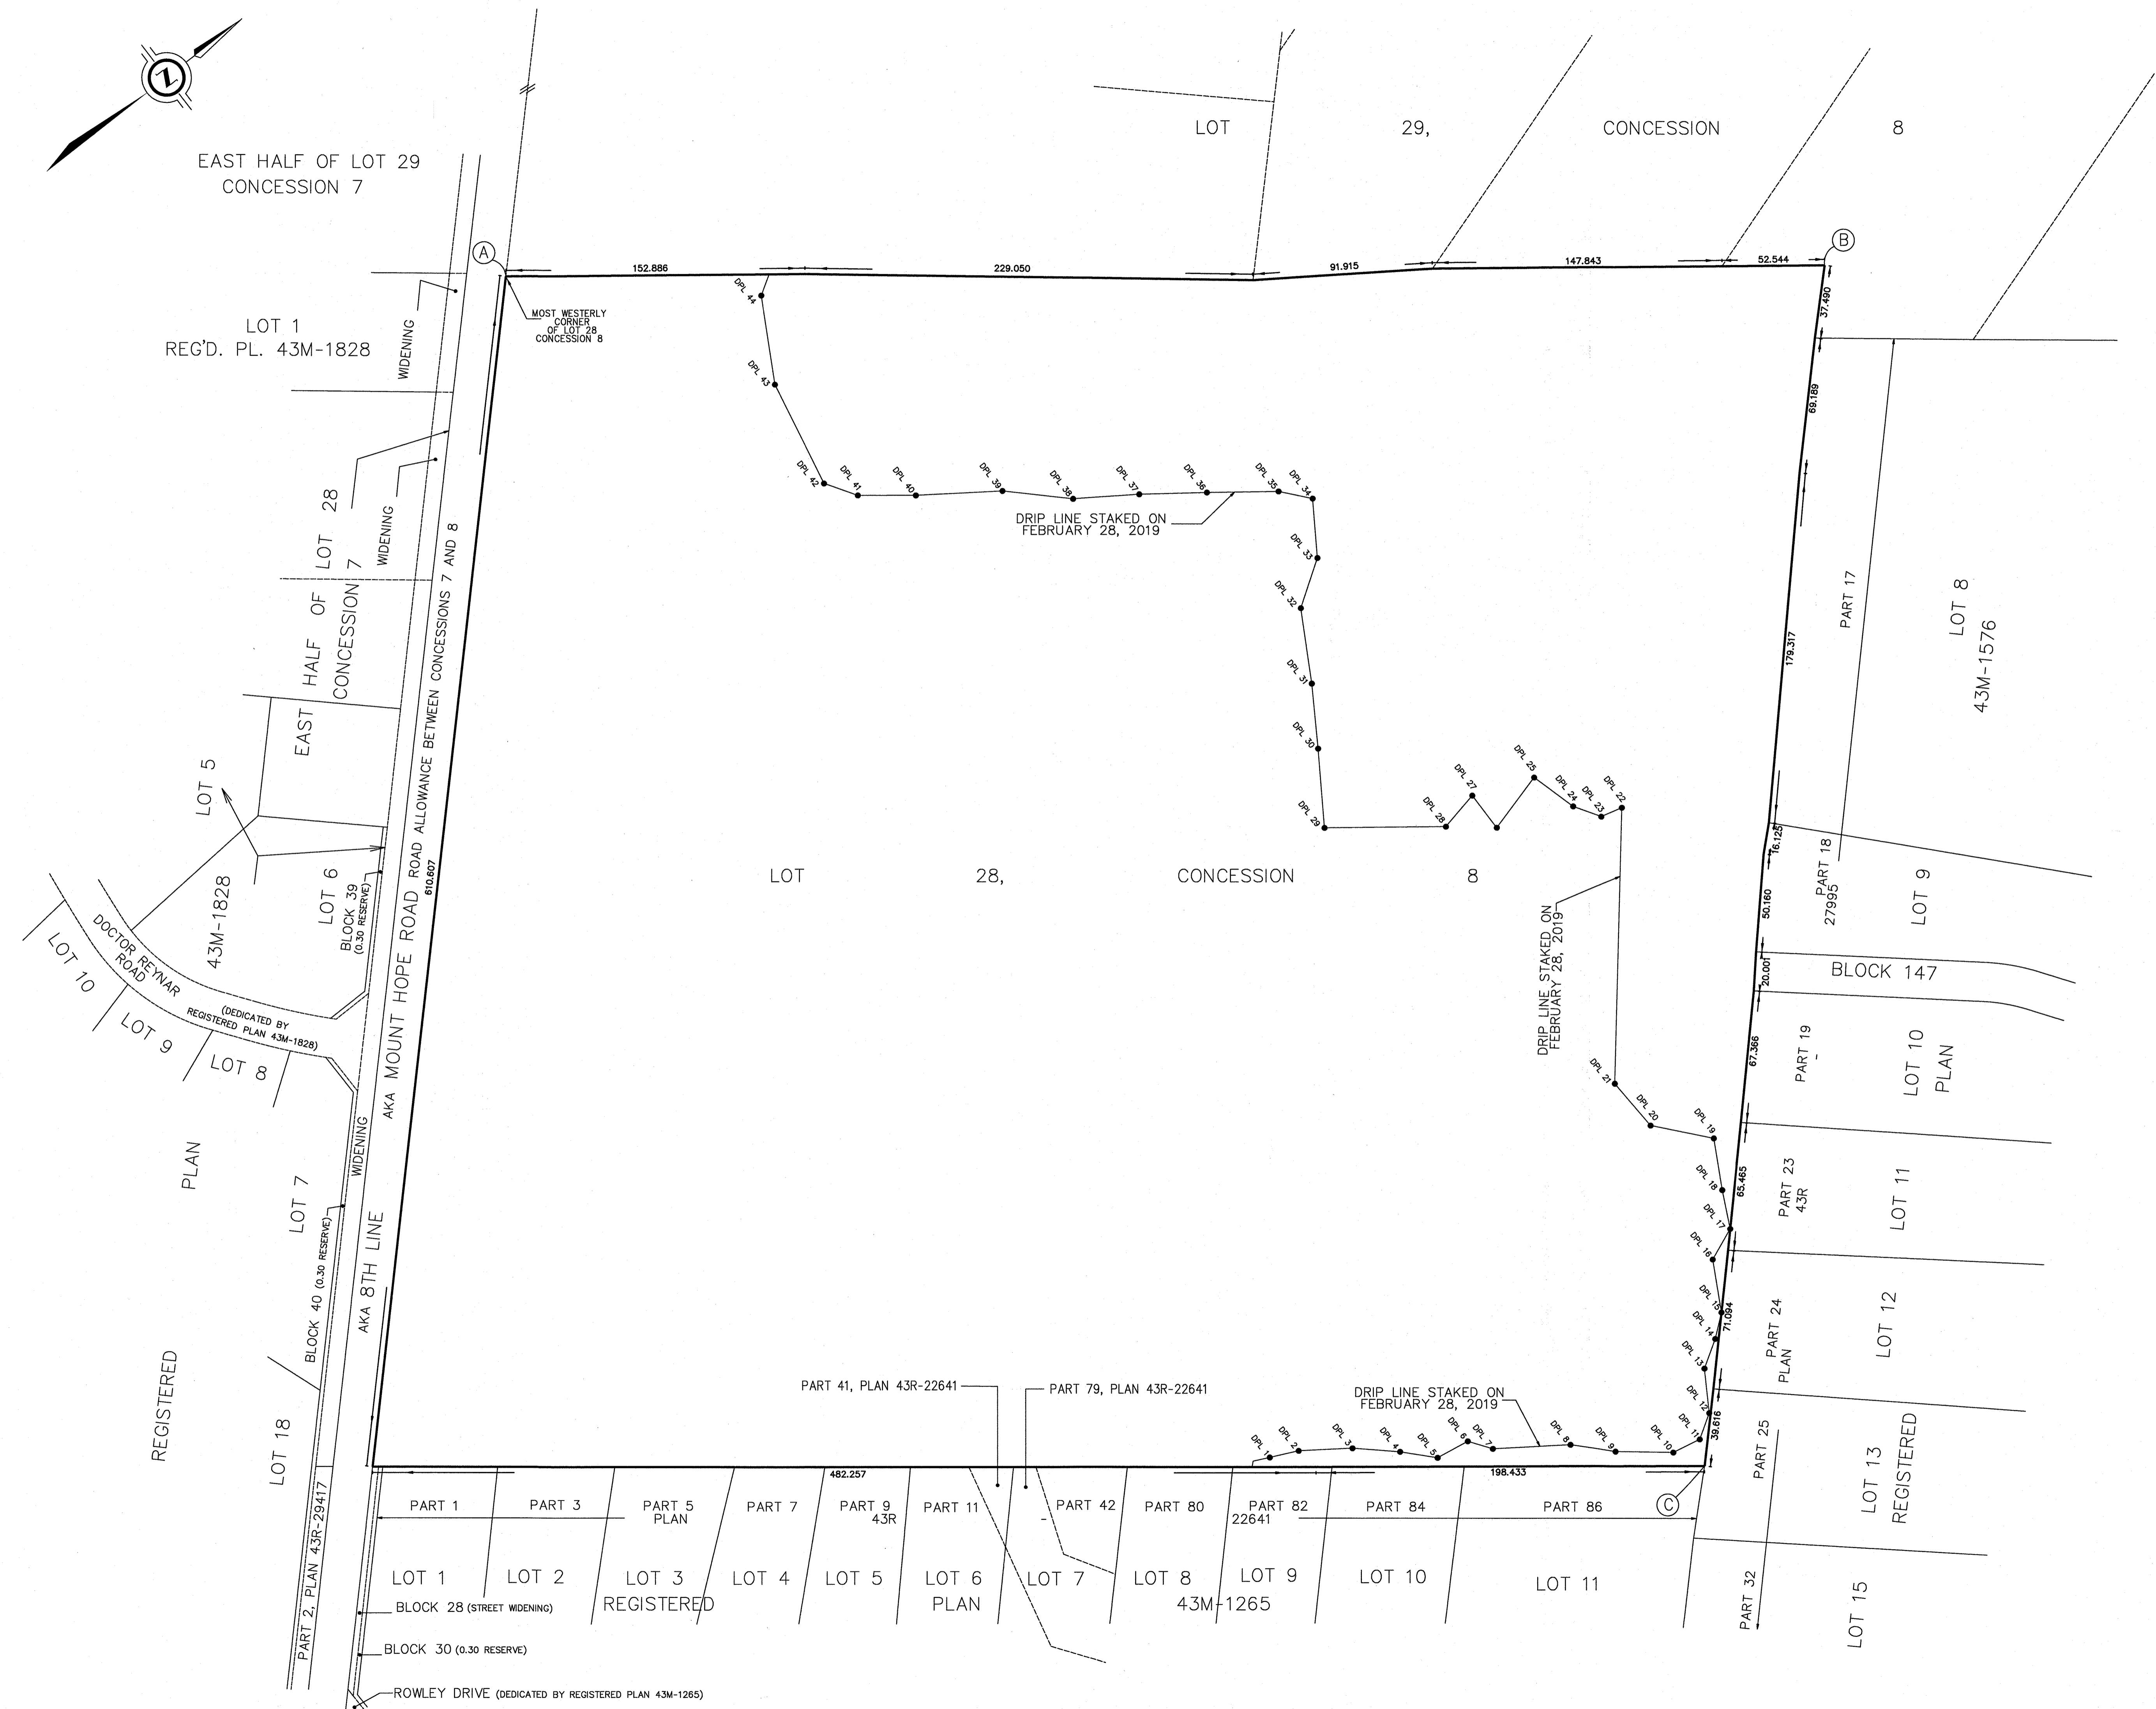 N
EAST HALF OF LOT 29
CONCESSION 7
LOT 29, CONCESSION 8
A
B
152.886
229.050
91.915
147.843
52.544
37.490
MOST WESTERLY
CORNER
OF LOT 28
CONCESSION 8
LOT 1
REG'D. PL. 43M-1828
WIDENING
DPL 44
DPL 43
DPL 42
DPL 41
DPL 40
DPL 39
DPL 38
DPL 37
DPL 36
DPL 35
DPL 34
DRIP LINE STAKED ON
FEBRUARY 28, 2019
DPL 33
DPL 32
DPL 31
DPL 30
DPL 29
DPL 28
DPL 27
DPL 25
DPL 24
DPL 23
DPL 22
69.189
179.317
PART 17
LOT 8
43M-1576
EAST HALF OF LOT 28
CONCESSION 7
WIDENING
ROAD ALLOWANCE BETWEEN CONCESSIONS 7 AND 8
AKA MOUNT HOPE ROAD
AKA 8TH LINE
610.607
LOT 5
LOT 6
BLOCK 39
(0.30 RESERVE)
43M-1828
DOCTOR REYNAR
ROAD
(DEDICATED BY
REGISTERED PLAN 43M-1828)
LOT 10
LOT 9
LOT 8
PLAN
LOT 7
WIDENING
BLOCK 40 (0.30 RESERVE)
REGISTERED
LOT 18
PART 2, PLAN 43R-29417
LOT 28, CONCESSION 8
DRIP LINE STAKED ON
FEBRUARY 28, 2019
16.125
PART 18
27995
LOT 9
50.160
20.001
BLOCK 147
67.366
PART 19
-
LOT 10
PLAN
DPL 21
DPL 20
DPL 19
DPL 18
DPL 17
DPL 16
DPL 15
DPL 14
DPL 13
DPL 12
DPL 11
DPL 10
DPL 9
DPL 8
DPL 7
DPL 6
DPL 5
DPL 4
DPL 3
DPL 2
DPL 1
65.465
PART 23
43R
LOT 11
71.094
PART 24
PLAN
LOT 12
39.616
PART 25
LOT 13
REGISTERED
PART 32
LOT 15
PART 41, PLAN 43R-22641
PART 79, PLAN 43R-22641
DRIP LINE STAKED ON
FEBRUARY 28, 2019
482.257
198.433
C
PART 1 PART 3 PART 5 PART 7 PART 9 PART 11 PART 42 PART 80 PART 82 PART 84 PART 86
PLAN 43R - 22641
LOT 1 LOT 2 LOT 3 LOT 4 LOT 5 LOT 6 LOT 7 LOT 8 LOT 9 LOT 10 LOT 11
REGISTERED PLAN 43M-1265
BLOCK 28 (STREET WIDENING)
BLOCK 30 (0.30 RESERVE)
ROWLEY DRIVE (DEDICATED BY REGISTERED PLAN 43M-1265)